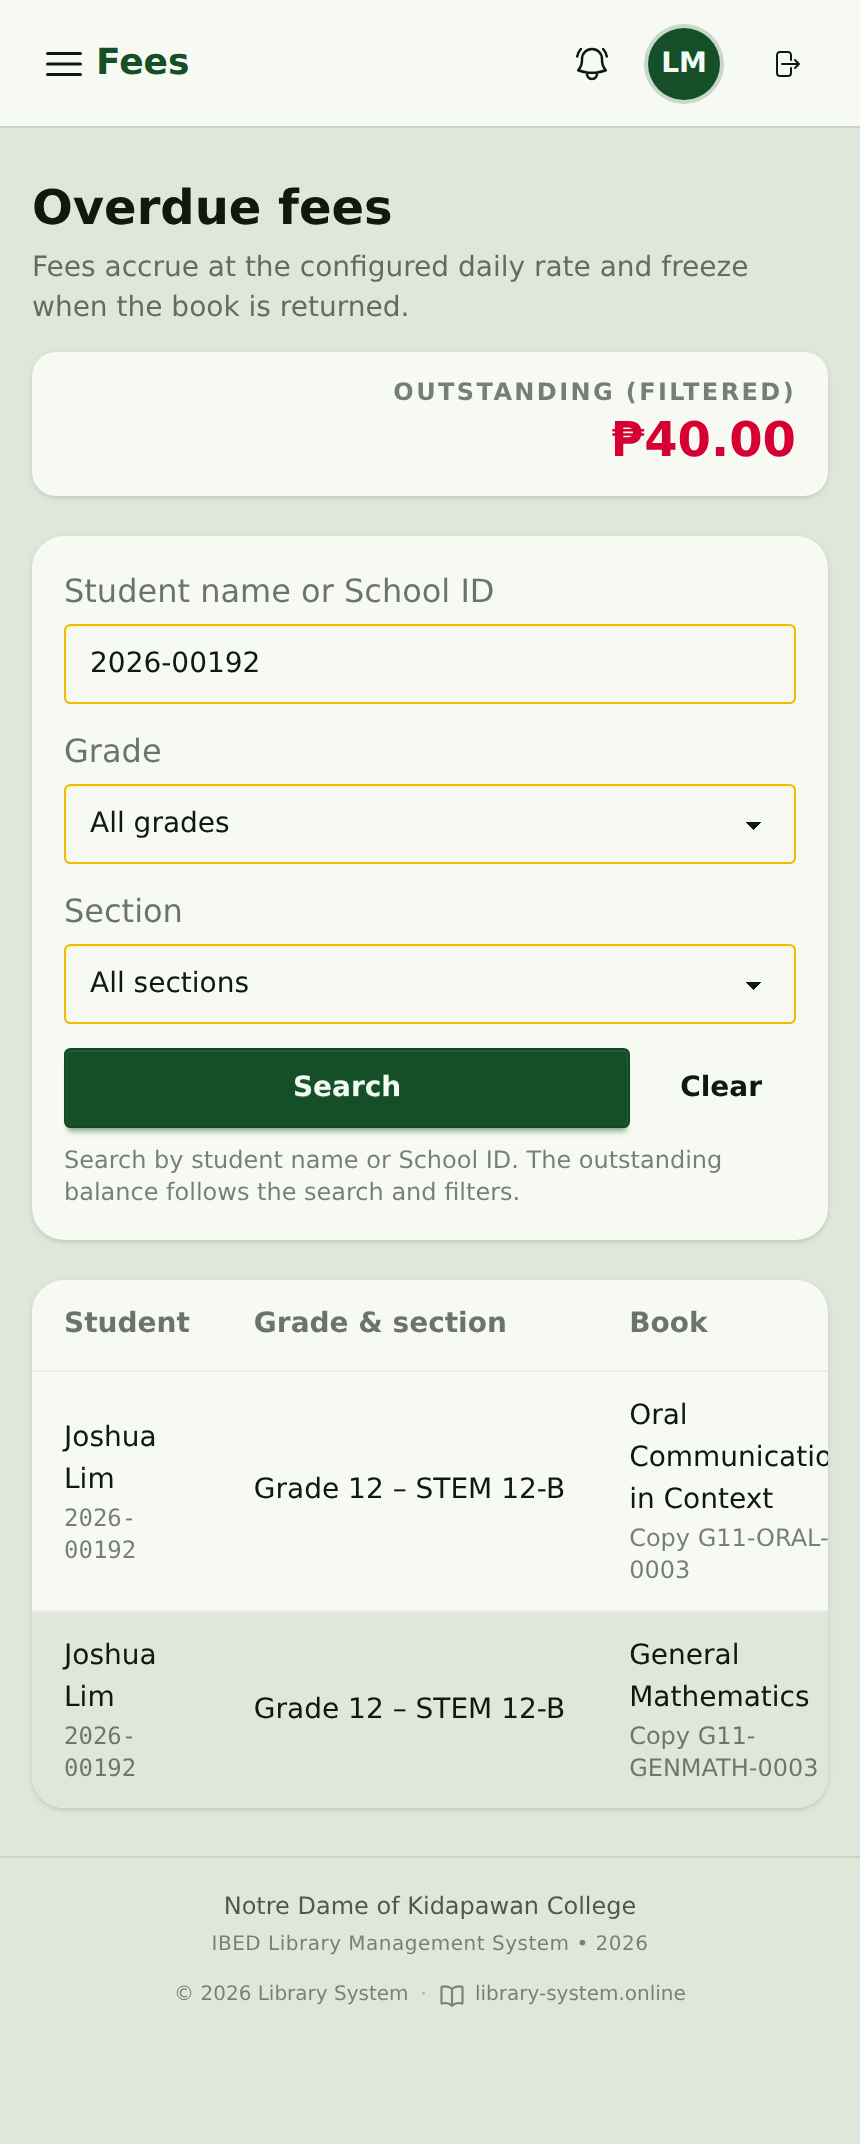 Fees
LM
Overdue fees
Fees accrue at the configured daily rate and freeze
when the book is returned.
OUTSTANDING (FILTERED)
₱40.00
Student name or School ID
2026-00192
Grade
All grades
Section
All sections
Search
Clear
Search by student name or School ID. The outstanding
balance follows the search and filters.
Student
Grade & section
Book
Joshua
Lim
2026-
00192
Grade 12 – STEM 12-B
Oral
Communicatio
in Context
Copy G11-ORAL-
0003
Joshua
Lim
2026-
00192
Grade 12 – STEM 12-B
General
Mathematics
Copy G11-
GENMATH-0003
Notre Dame of Kidapawan College
IBED Library Management System • 2026
© 2026 Library System · library-system.online